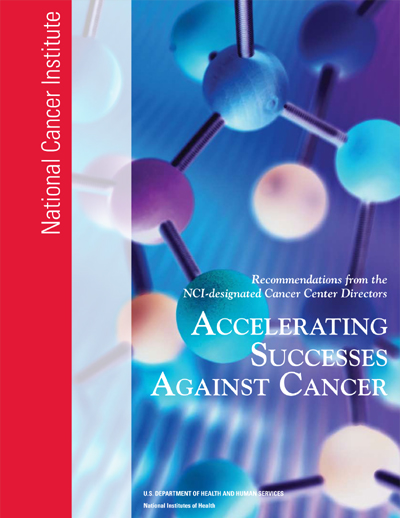 National Cancer Institute
Recommendations from the
NCI-designated Cancer Center Directors
ACCELERATING
SUCCESSES
AGAINST CANCER
U.S. DEPARTMENT OF HEALTH AND HUMAN SERVICES
National Institutes of Health